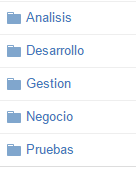 Analisis
Desarrollo
Gestion
Negocio
Pruebas